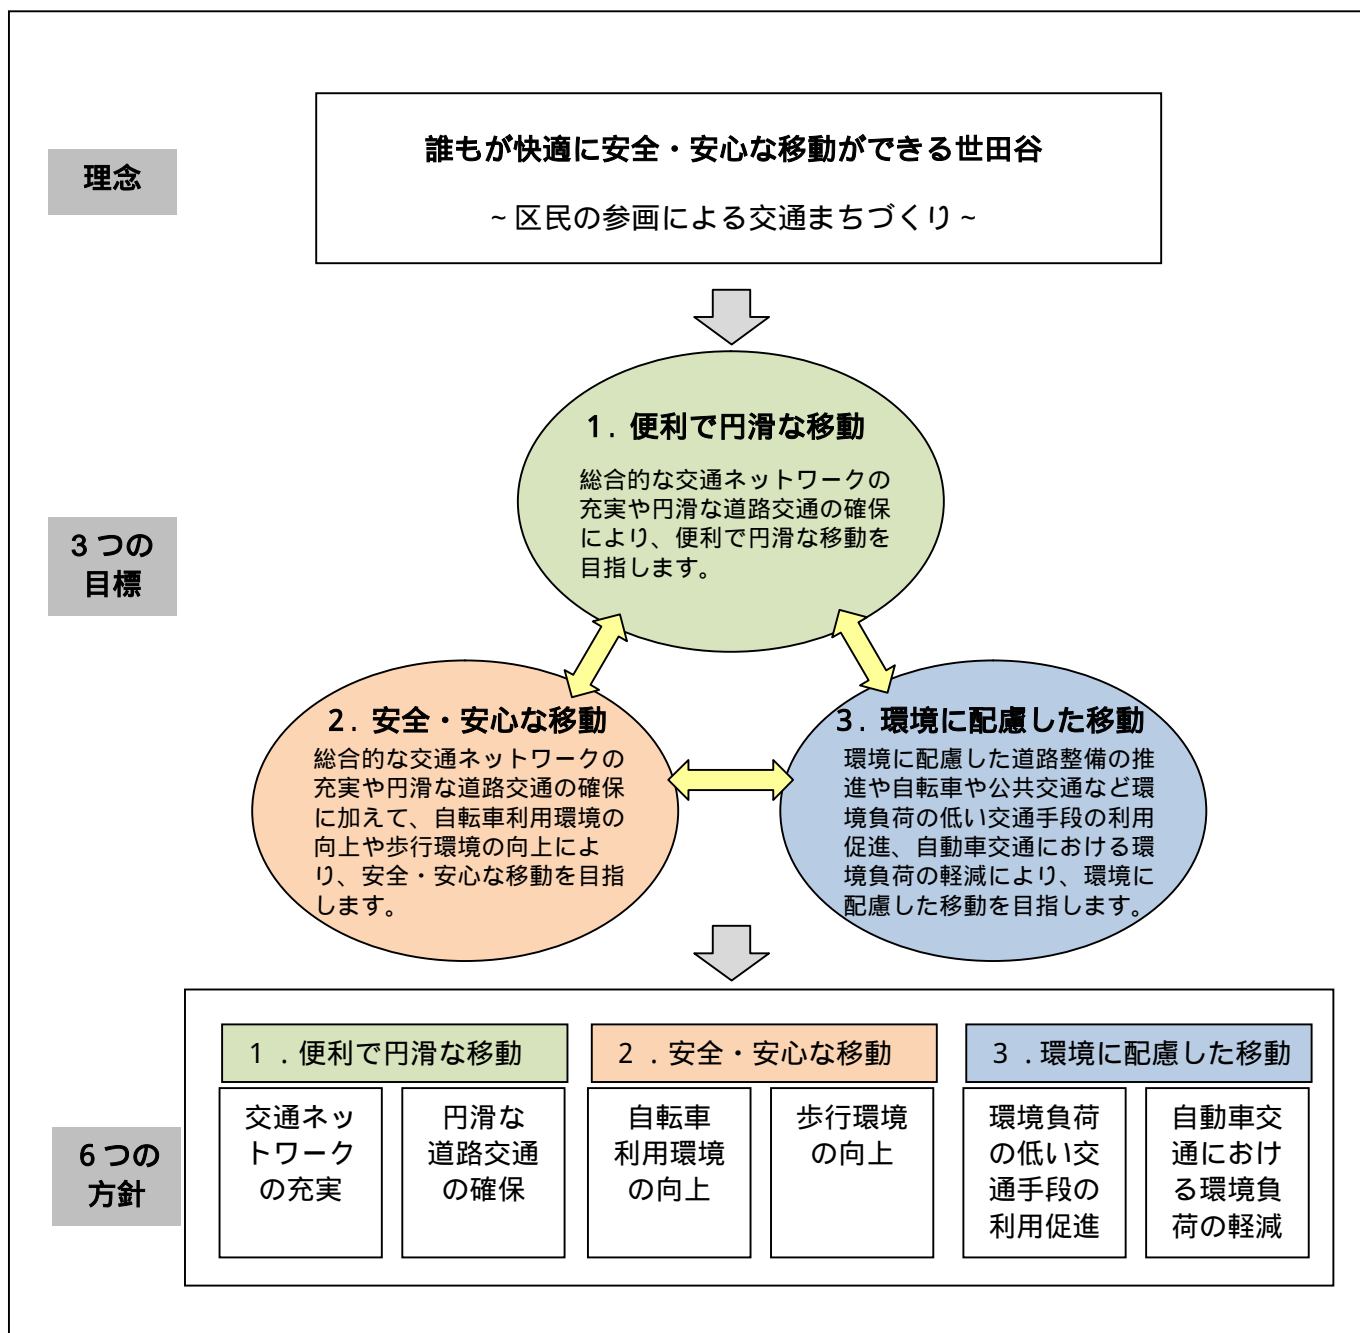 理念
誰もが快適に安全・安心な移動ができる世田谷
~区民の参画による交通まちづくり~
3つの
目標
1. 便利で円滑な移動
総合的な交通ネットワークの
充実や円滑な道路交通の確保
により、便利で円滑な移動を
目指します。
2. 安全・安心な移動
総合的な交通ネットワークの
充実や円滑な道路交通の確保
に加えて、自転車利用環境の
向上や歩行環境の向上によ
り、安全・安心な移動を目指
します。
3. 環境に配慮した移動
環境に配慮した道路整備の推
進や自転車や公共交通など環
境負荷の低い交通手段の利用
促進、自動車交通における環
境負荷の軽減により、環境に
配慮した移動を目指します。
6つの
方針
1.便利で円滑な移動
交通ネッ
トワーク
の充実
円滑な
道路交通
の確保
2.安全・安心な移動
自転車
利用環境
の向上
歩行環境
の向上
3.環境に配慮した移動
環境負荷
の低い交
通手段の
利用促進
自動車交
通におけ
る環境負
荷の軽減